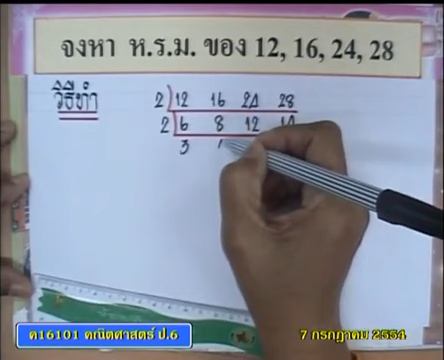 จงหา ห.ร.ม. ของ 12, 16, 24, 28
วิธีทำ 2 12 16 24 28
2 6 8 12 14
3
ค16101 คณิตศาสตร์ ป.6 7 กรกฎาคม 2554